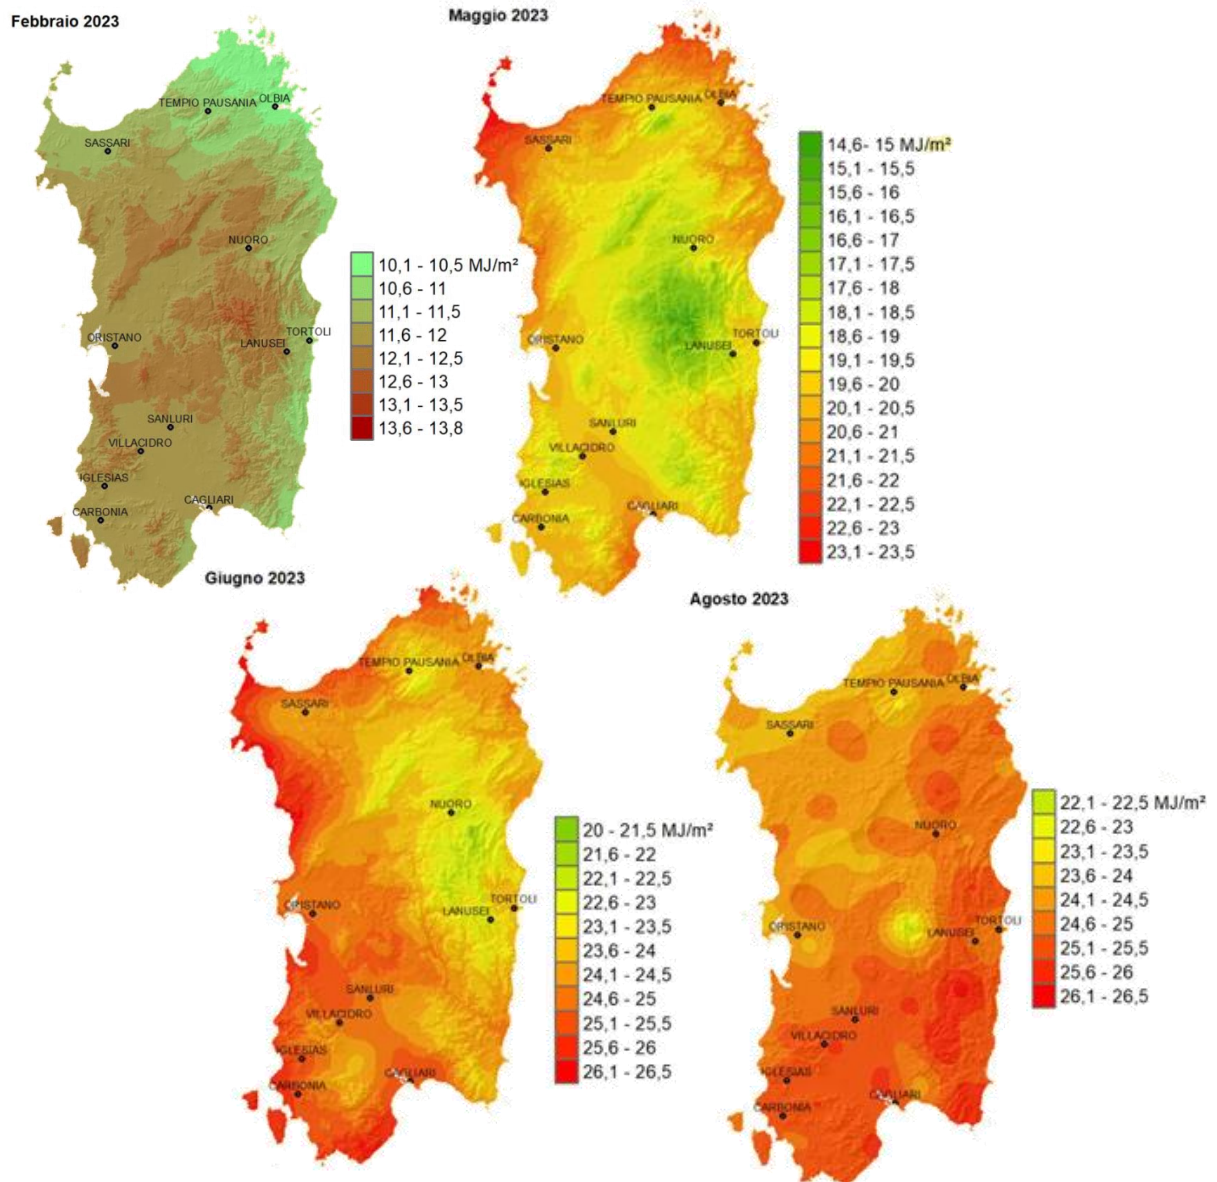 Febbraio 2023
TEMPIO PAUSANIA
OLBIA
SASSARI
NUORO
ORISTANO
TORTOLI
LANUSEI
SANLURI
VILLACIDRO
IGLESIAS
CAGLIARI
CARBONIA
10,1 - 10,5 MJ/m²
10,6 - 11
11,1 - 11,5
11,6 - 12
12,1 - 12,5
12,6 - 13
13,1 - 13,5
13,6 - 13,8
Maggio 2023
TEMPIO PAUSANIA
OLBIA
SASSARI
NUORO
ORISTANO
TORTOLI
LANUSEI
SANLURI
VILLACIDRO
IGLESIAS
CAGLIARI
CARBONIA
14,6- 15 MJ/m²
15,1 - 15,5
15,6 - 16
16,1 - 16,5
16,6 - 17
17,1 - 17,5
17,6 - 18
18,1 - 18,5
18,6 - 19
19,1 - 19,5
19,6 - 20
20,1 - 20,5
20,6 - 21
21,1 - 21,5
21,6 - 22
22,1 - 22,5
22,6 - 23
23,1 - 23,5
Giugno 2023
TEMPIO PAUSANIA
OLBIA
SASSARI
NUORO
ORISTANO
TORTOLI
LANUSEI
SANLURI
VILLACIDRO
IGLESIAS
CAGLIARI
CARBONIA
20 - 21,5 MJ/m²
21,6 - 22
22,1 - 22,5
22,6 - 23
23,1 - 23,5
23,6 - 24
24,1 - 24,5
24,6 - 25
25,1 - 25,5
25,6 - 26
26,1 - 26,5
Agosto 2023
TEMPIO PAUSANIA
OLBIA
SASSARI
NUORO
ORISTANO
TORTOLI
LANUSEI
SANLURI
VILLACIDRO
IGLESIAS
CAGLIARI
CARBONIA
22,1 - 22,5 MJ/m²
22,6 - 23
23,1 - 23,5
23,6 - 24
24,1 - 24,5
24,6 - 25
25,1 - 25,5
25,6 - 26
26,1 - 26,5